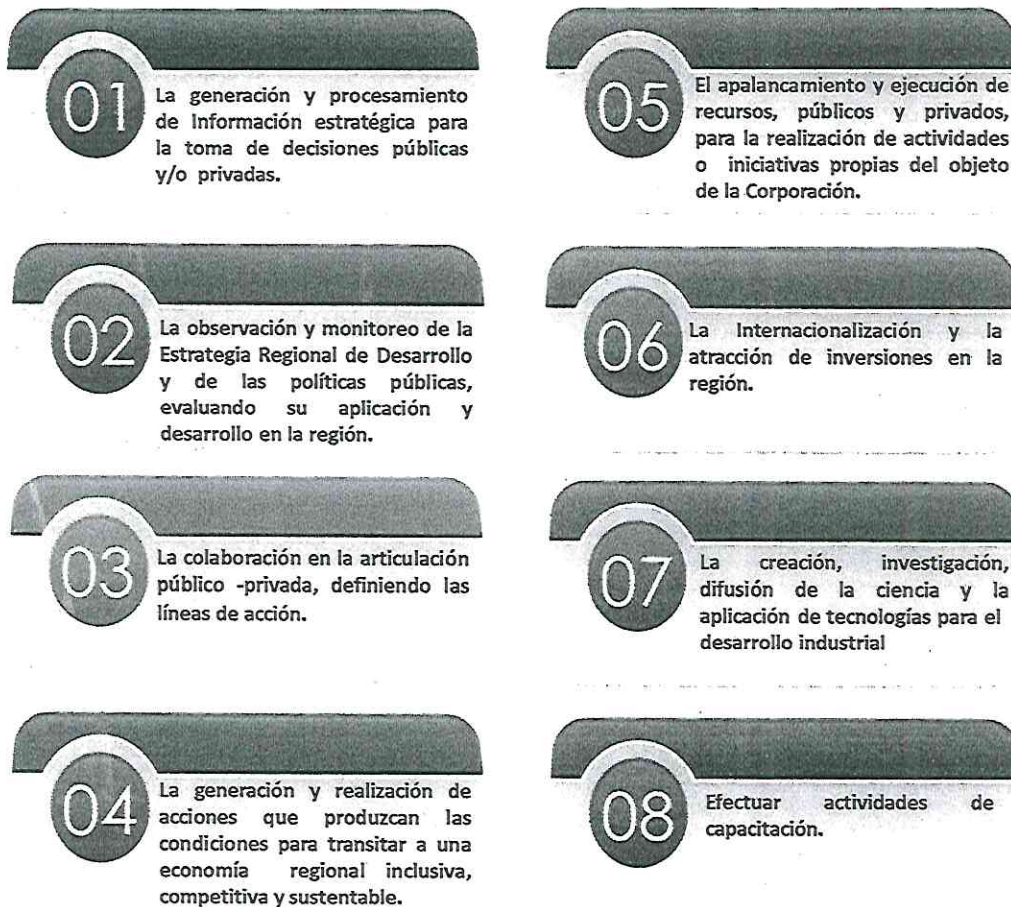 01
La generación y procesamiento
de Información estratégica para
la toma de decisiones públicas
y/o privadas.
02
La observación y monitoreo de la
Estrategia Regional de Desarrollo
y de las políticas públicas,
evaluando su aplicación y
desarrollo en la región.
03
La colaboración en la articulación
público -privada, definiendo las
líneas de acción.
04
La generación y realización de
acciones que produzcan las
condiciones para transitar a una
economía regional inclusiva,
competitiva y sustentable.
05
El apalancamiento y ejecución de
recursos, públicos y privados,
para la realización de actividades
o iniciativas propias del objeto
de la Corporación.
06
La Internacionalización y la
atracción de inversiones en la
región.
07
La creación, investigación,
difusión de la ciencia y la
aplicación de tecnologías para el
desarrollo industrial
08
Efectuar actividades de
capacitación.